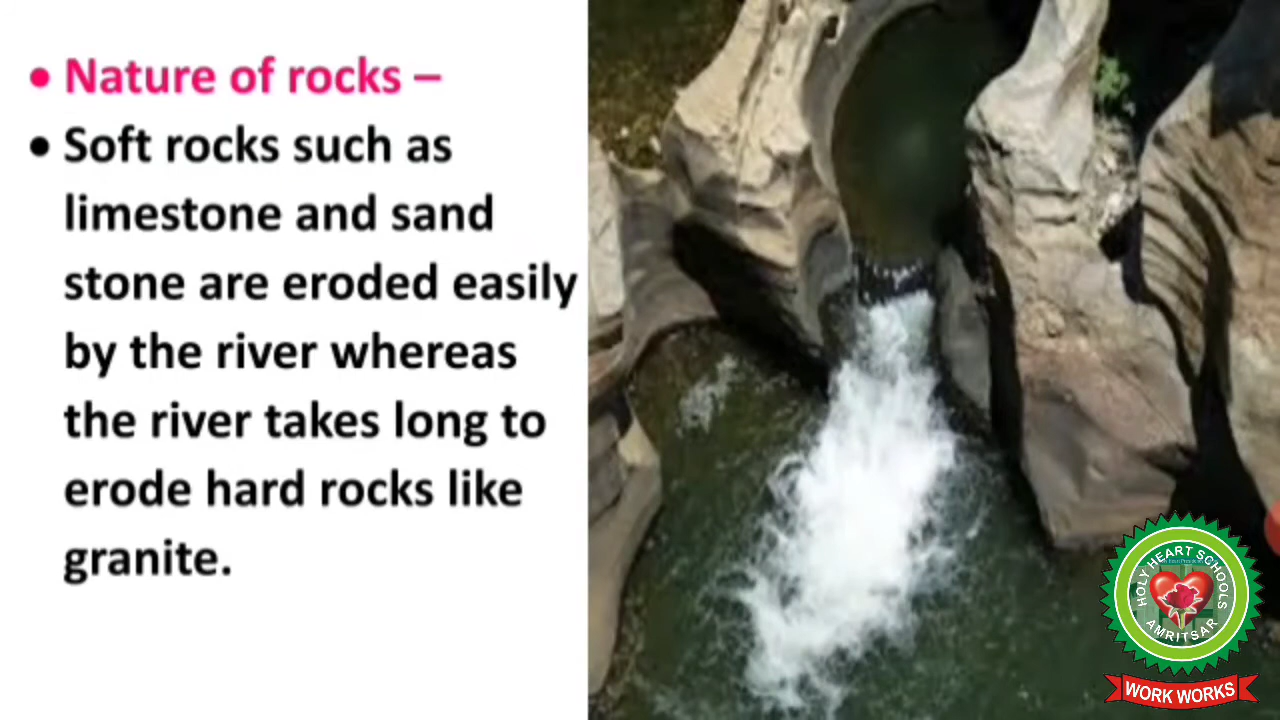 • Nature of rocks –
• Soft rocks such as
limestone and sand
stone are eroded easily
by the river whereas
the river takes long to
erode hard rocks like
granite.
HOLY HEART SCHOOLS
AMRITSAR
WORK WORKS